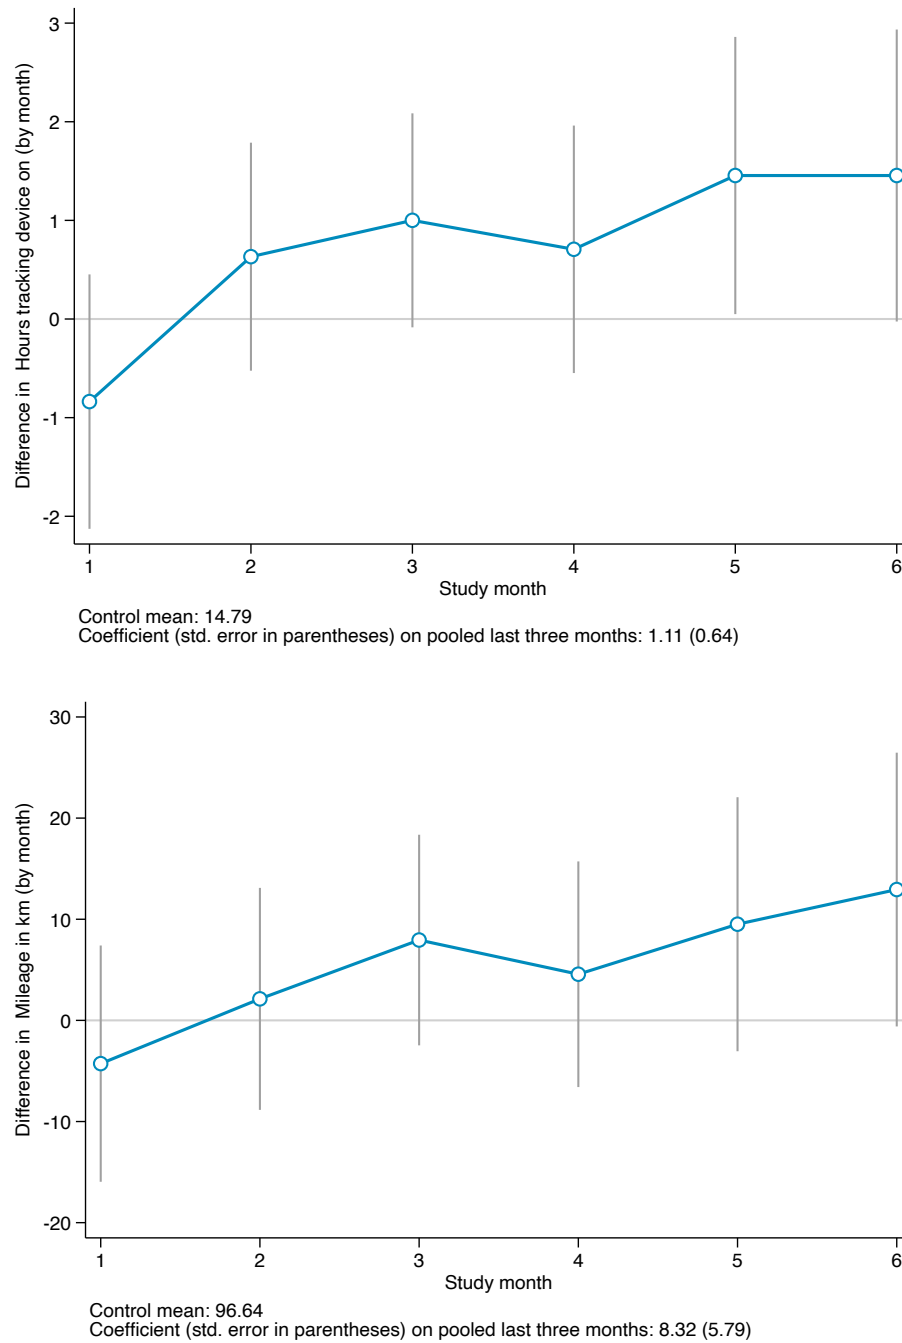 Difference in Hours tracking device on (by month)
3
2
1
0
-1
-2
1 2 3 4 5 6
Study month
Control mean: 14.79
Coefficient (std. error in parentheses) on pooled last three months: 1.11 (0.64)
Difference in Mileage in km (by month)
30
20
10
0
-10
-20
1 2 3 4 5 6
Study month
Control mean: 96.64
Coefficient (std. error in parentheses) on pooled last three months: 8.32 (5.79)